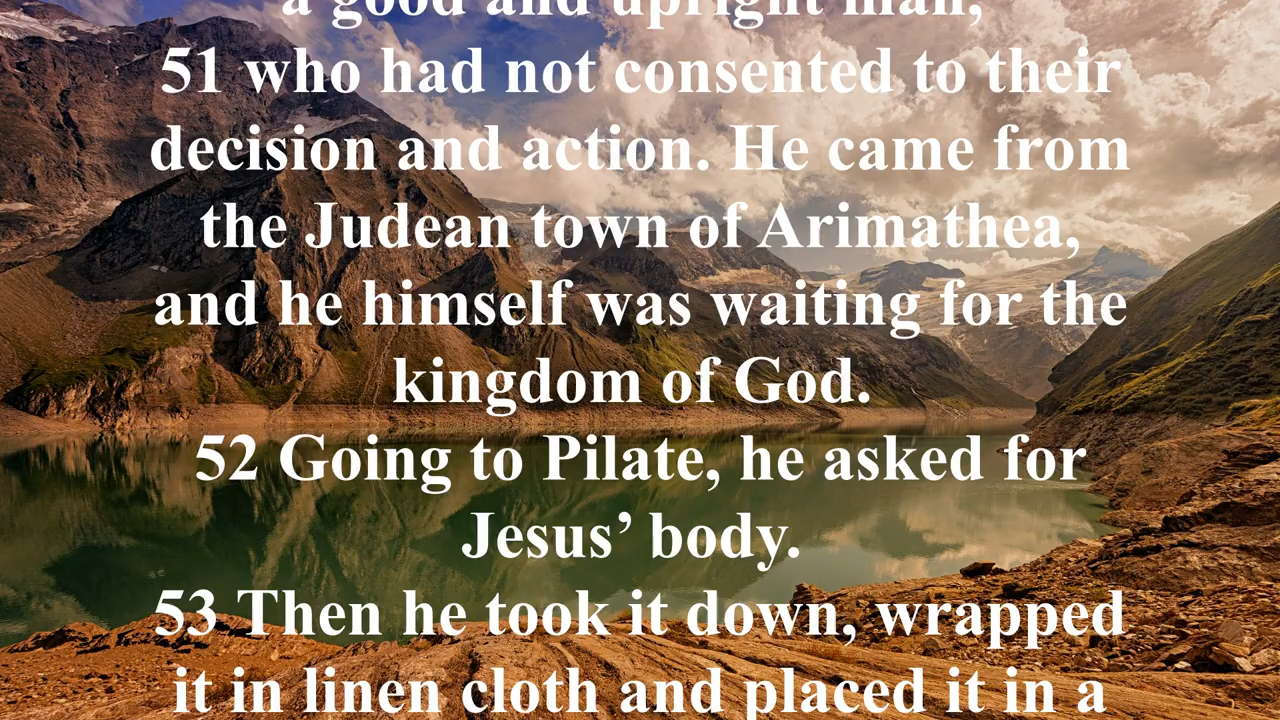 a good and upright man,
51 who had not consented to their
decision and action. He came from
the Judean town of Arimathea,
and he himself was waiting for the
kingdom of God.
52 Going to Pilate, he asked for
Jesus’ body.
53 Then he took it down, wrapped
it in linen cloth and placed it in a